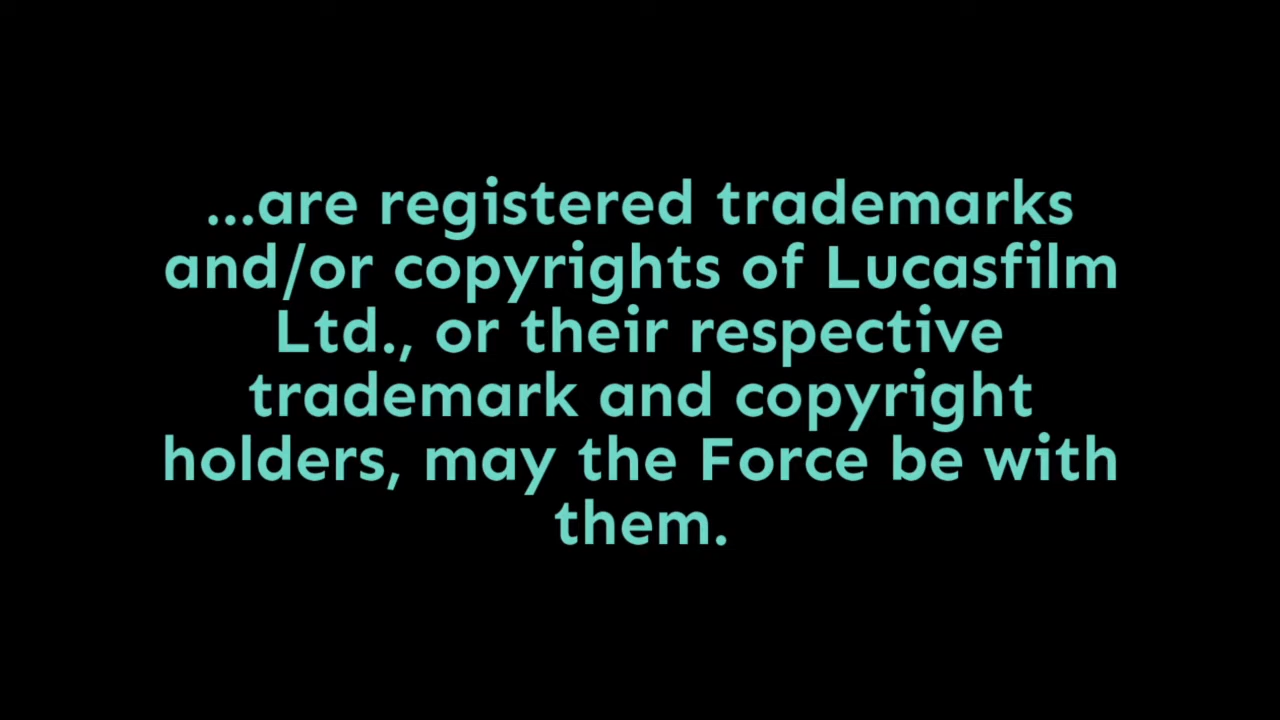 ...are registered trademarks
and/or copyrights of Lucasfilm
Ltd., or their respective
trademark and copyright
holders, may the Force be with
them.